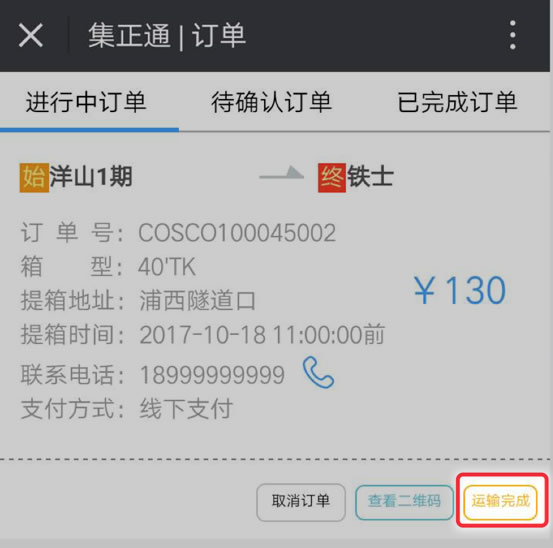 集正通 | 订单
进行中订单 待确认订单 已完成订单
始 洋山1期 终 铁士
订单号：COSCO100045002
箱型：40'TK
¥130
提箱地址：浦西隧道口
提箱时间：2017-10-18 11:00:00前
联系电话：18999999999
支付方式：线下支付
取消订单 查看二维码 运输完成